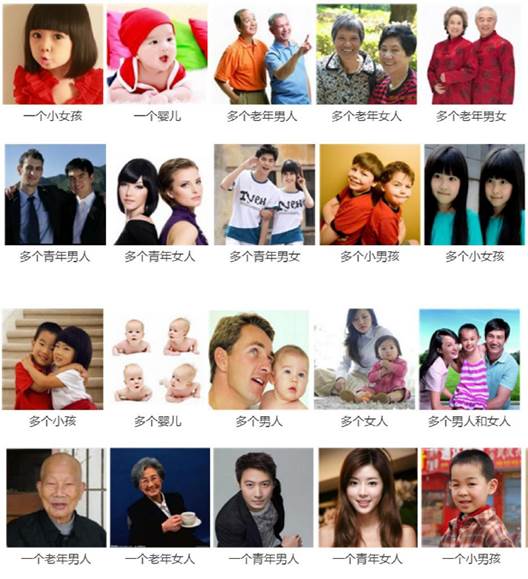 一个小女孩
一个婴儿
多个老年男人
多个老年女人
多个老年男女
多个青年男人
多个青年女人
多个青年男女
多个小男孩
多个小女孩
多个小孩
多个婴儿
多个男人
多个女人
多个男人和女人
一个老年男人
一个老年女人
一个青年男人
一个青年女人
一个小男孩